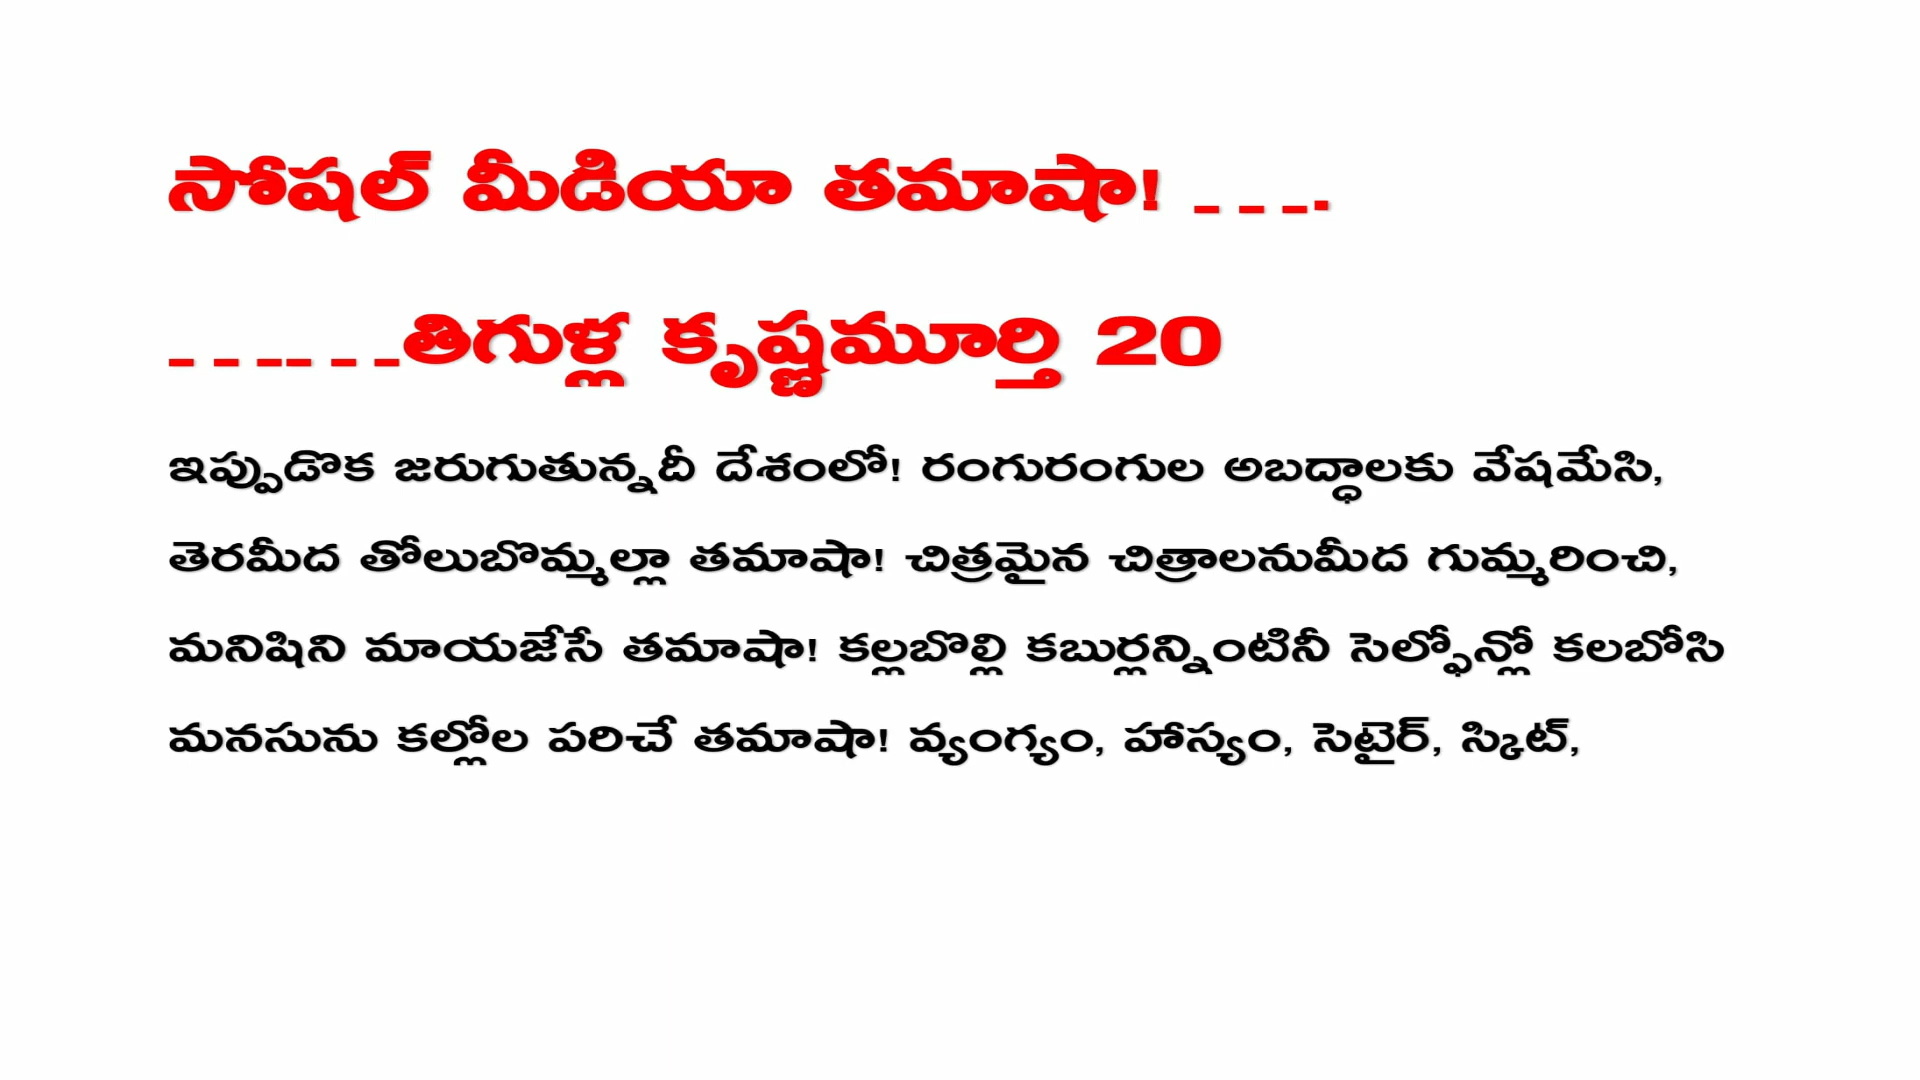 సోషల్ మీడియా తమాషా! _ _ _.
_ _ _._ _ _తిగుళ్ల కృష్ణమూర్తి 20
ఇప్పుడొక జరుగుతున్నదీ దేశంలో! రంగురంగుల అబద్ధాలకు వేషమేసి,
తెరమీద తోలుబొమ్మల్లా తమాషా! చిత్రమైన చిత్రాలనుమీద గుమ్మరించి,
మనిషిని మాయజేసే తమాషా! కల్లబొల్లి కబుర్లన్నింటినీ సెల్ఫోన్లో కలబోసి
మనసును కల్లోల పరిచే తమాషా! వ్యంగ్యం, హాస్యం, సెటైర్, స్కిట్,